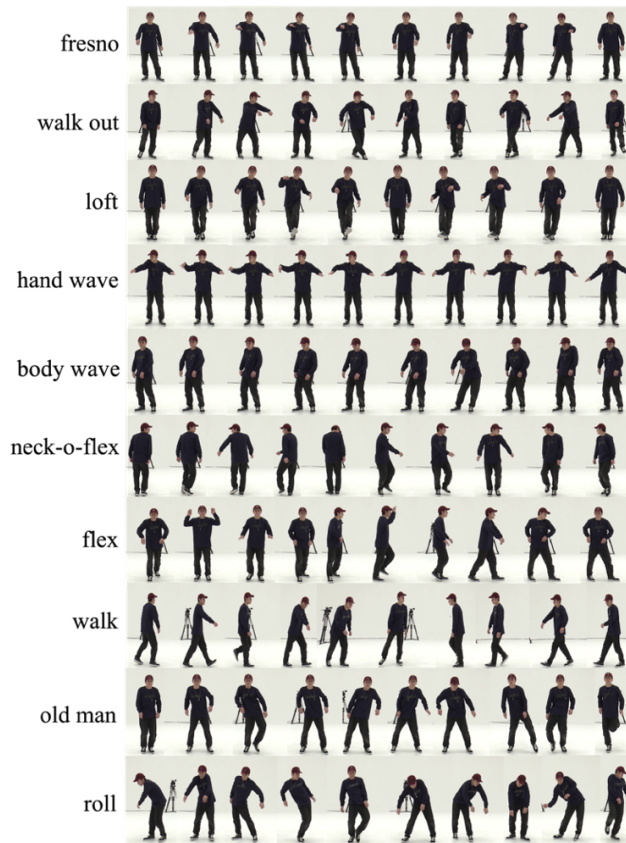 fresno
walk out
loft
hand wave
body wave
neck-o-flex
flex
walk
old man
roll